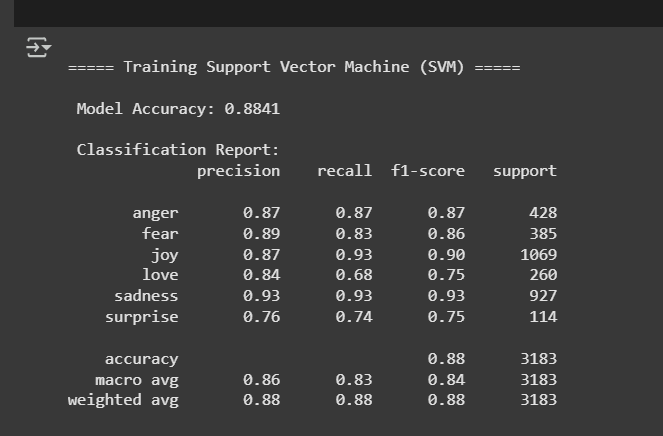 ===== Training Support Vector Machine (SVM) =====
Model Accuracy: 0.8841
Classification Report:
precision recall f1-score support
anger 0.87 0.87 0.87 428
fear 0.89 0.83 0.86 385
joy 0.87 0.93 0.90 1069
love 0.84 0.68 0.75 260
sadness 0.93 0.93 0.93 927
surprise 0.76 0.74 0.75 114
accuracy 0.88 3183
macro avg 0.86 0.83 0.84 3183
weighted avg 0.88 0.88 0.88 3183